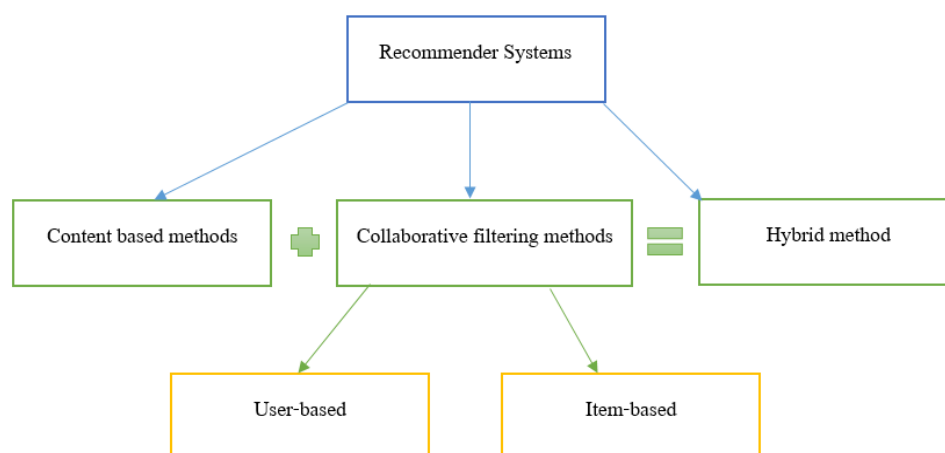 Recommender Systems
Content based methods
Collaborative filtering methods
Hybrid method
User-based
Item-based